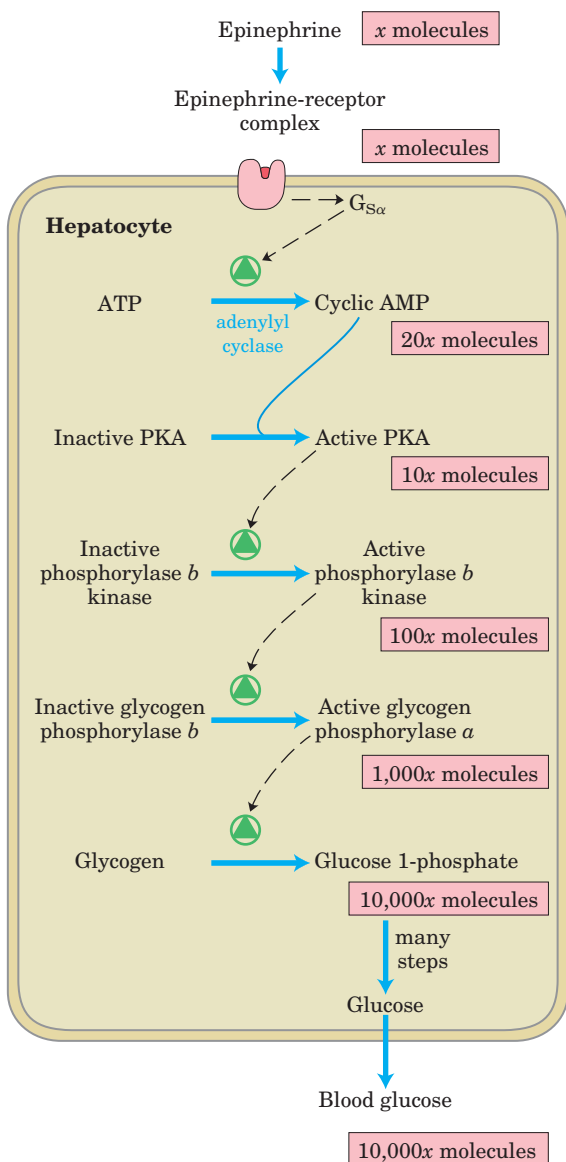 Epinephrine
x molecules
Epinephrine-receptor
complex
x molecules
Hepatocyte
GSα
ATP
adenylyl
cyclase
Cyclic AMP
20x molecules
Inactive PKA
Active PKA
10x molecules
Inactive
phosphorylase b
kinase
Active
phosphorylase b
kinase
100x molecules
Inactive glycogen
phosphorylase b
Active glycogen
phosphorylase a
1,000x molecules
Glycogen
Glucose 1-phosphate
10,000x molecules
many
steps
Glucose
Blood glucose
10,000x molecules